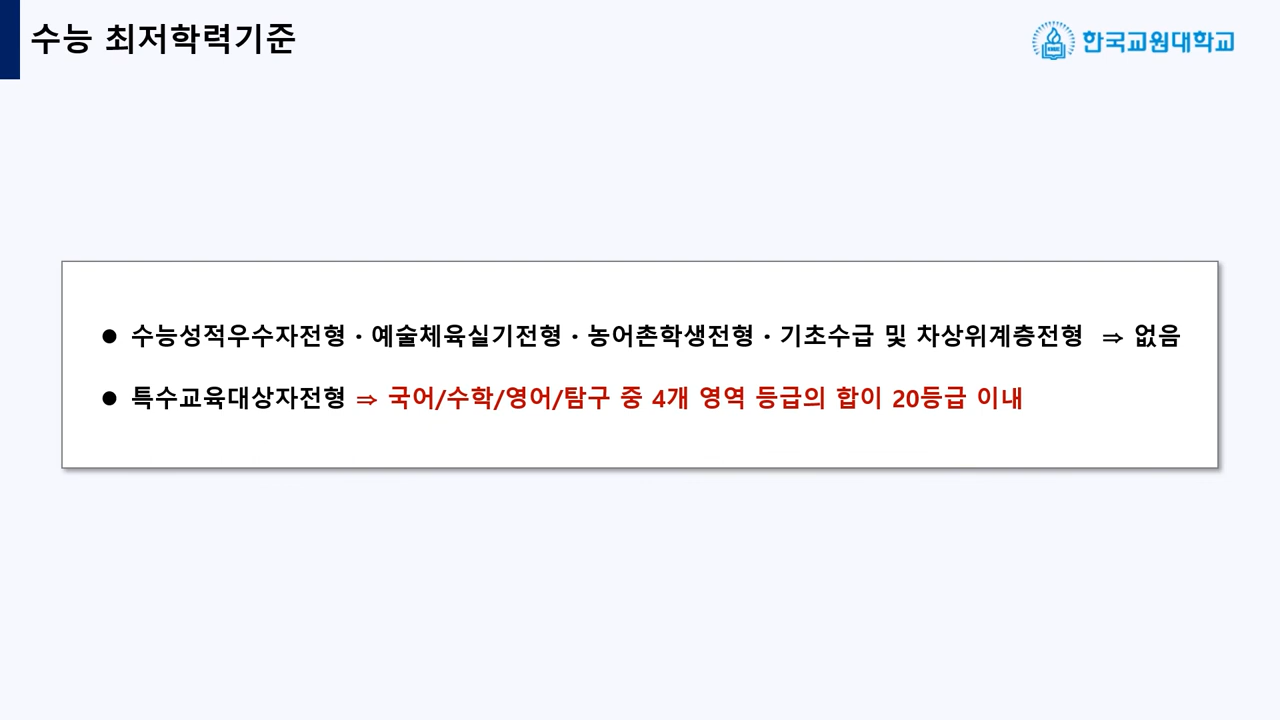 수능 최저학력기준
한국교원대학교
● 수능성적우수자전형 · 예술체육실기전형 · 농어촌학생전형 · 기초수급 및 차상위계층전형 ⇒ 없음
● 특수교육대상자전형 ⇒ 국어/수학/영어/탐구 중 4개 영역 등급의 합이 20등급 이내